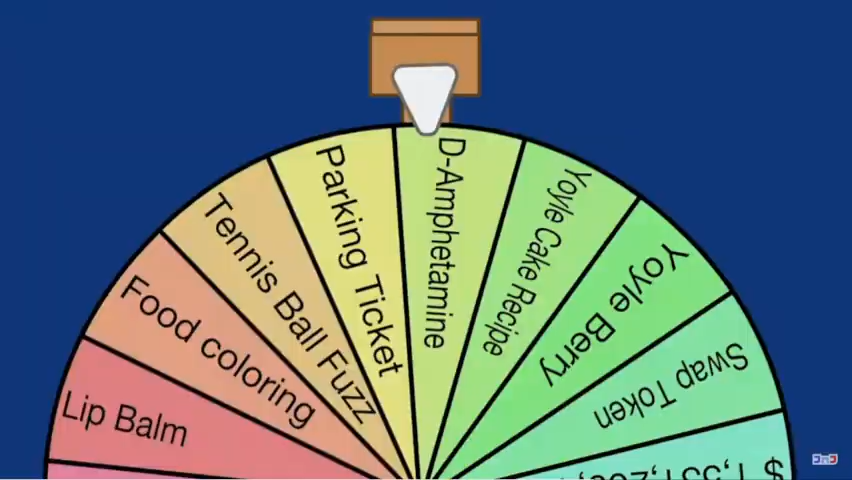 Lip Balm
Food coloring
Tennis Ball Fuzz
Parking Ticket
D-Amphetamine
Yoyle Cake Recipe
Yoyle Berry
Swap Token